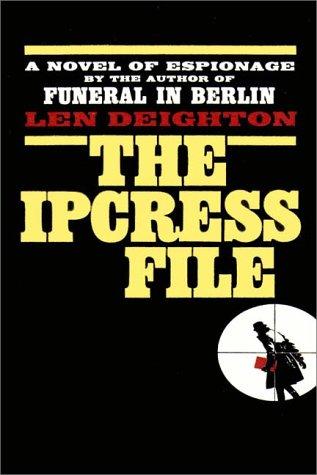 A NOVEL OF ESPIONAGE
BY THE AUTHOR OF
FUNERAL IN BERLIN
LEN DEIGHTON
THE
IPCRESS
FILE